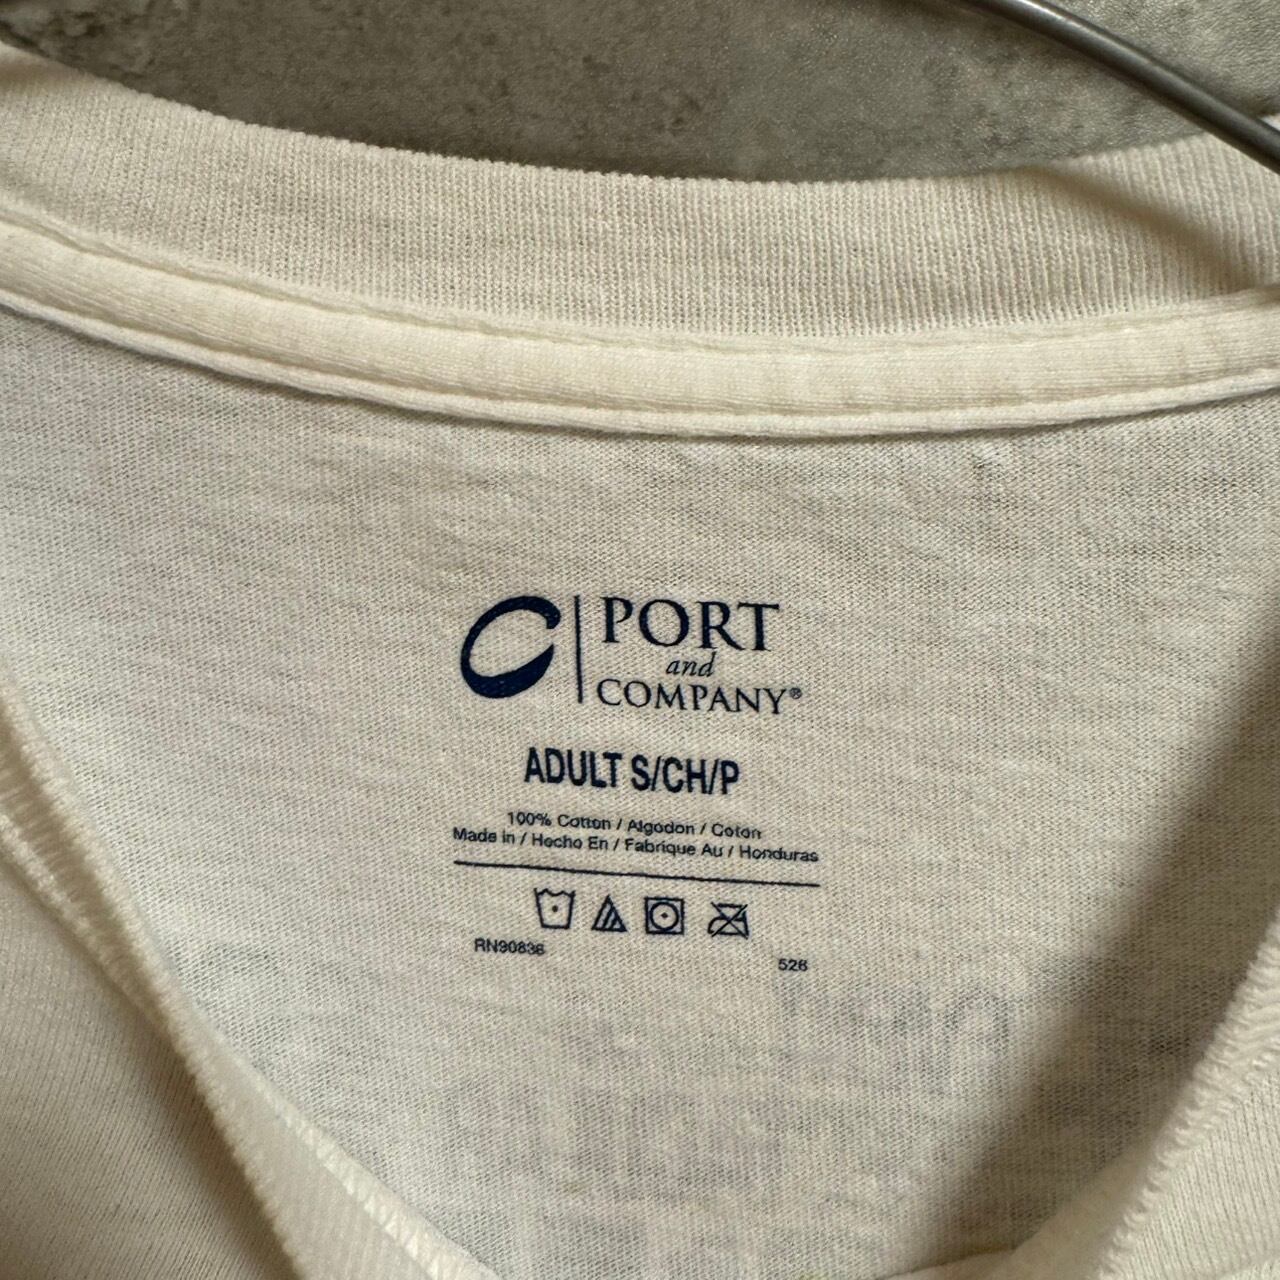 PORT
and
COMPANY®
ADULT S/CH/P
100% Cotton / Algodon / Coton
Made in / Hecho En / Fabrique Au / Honduras
RN90836
526